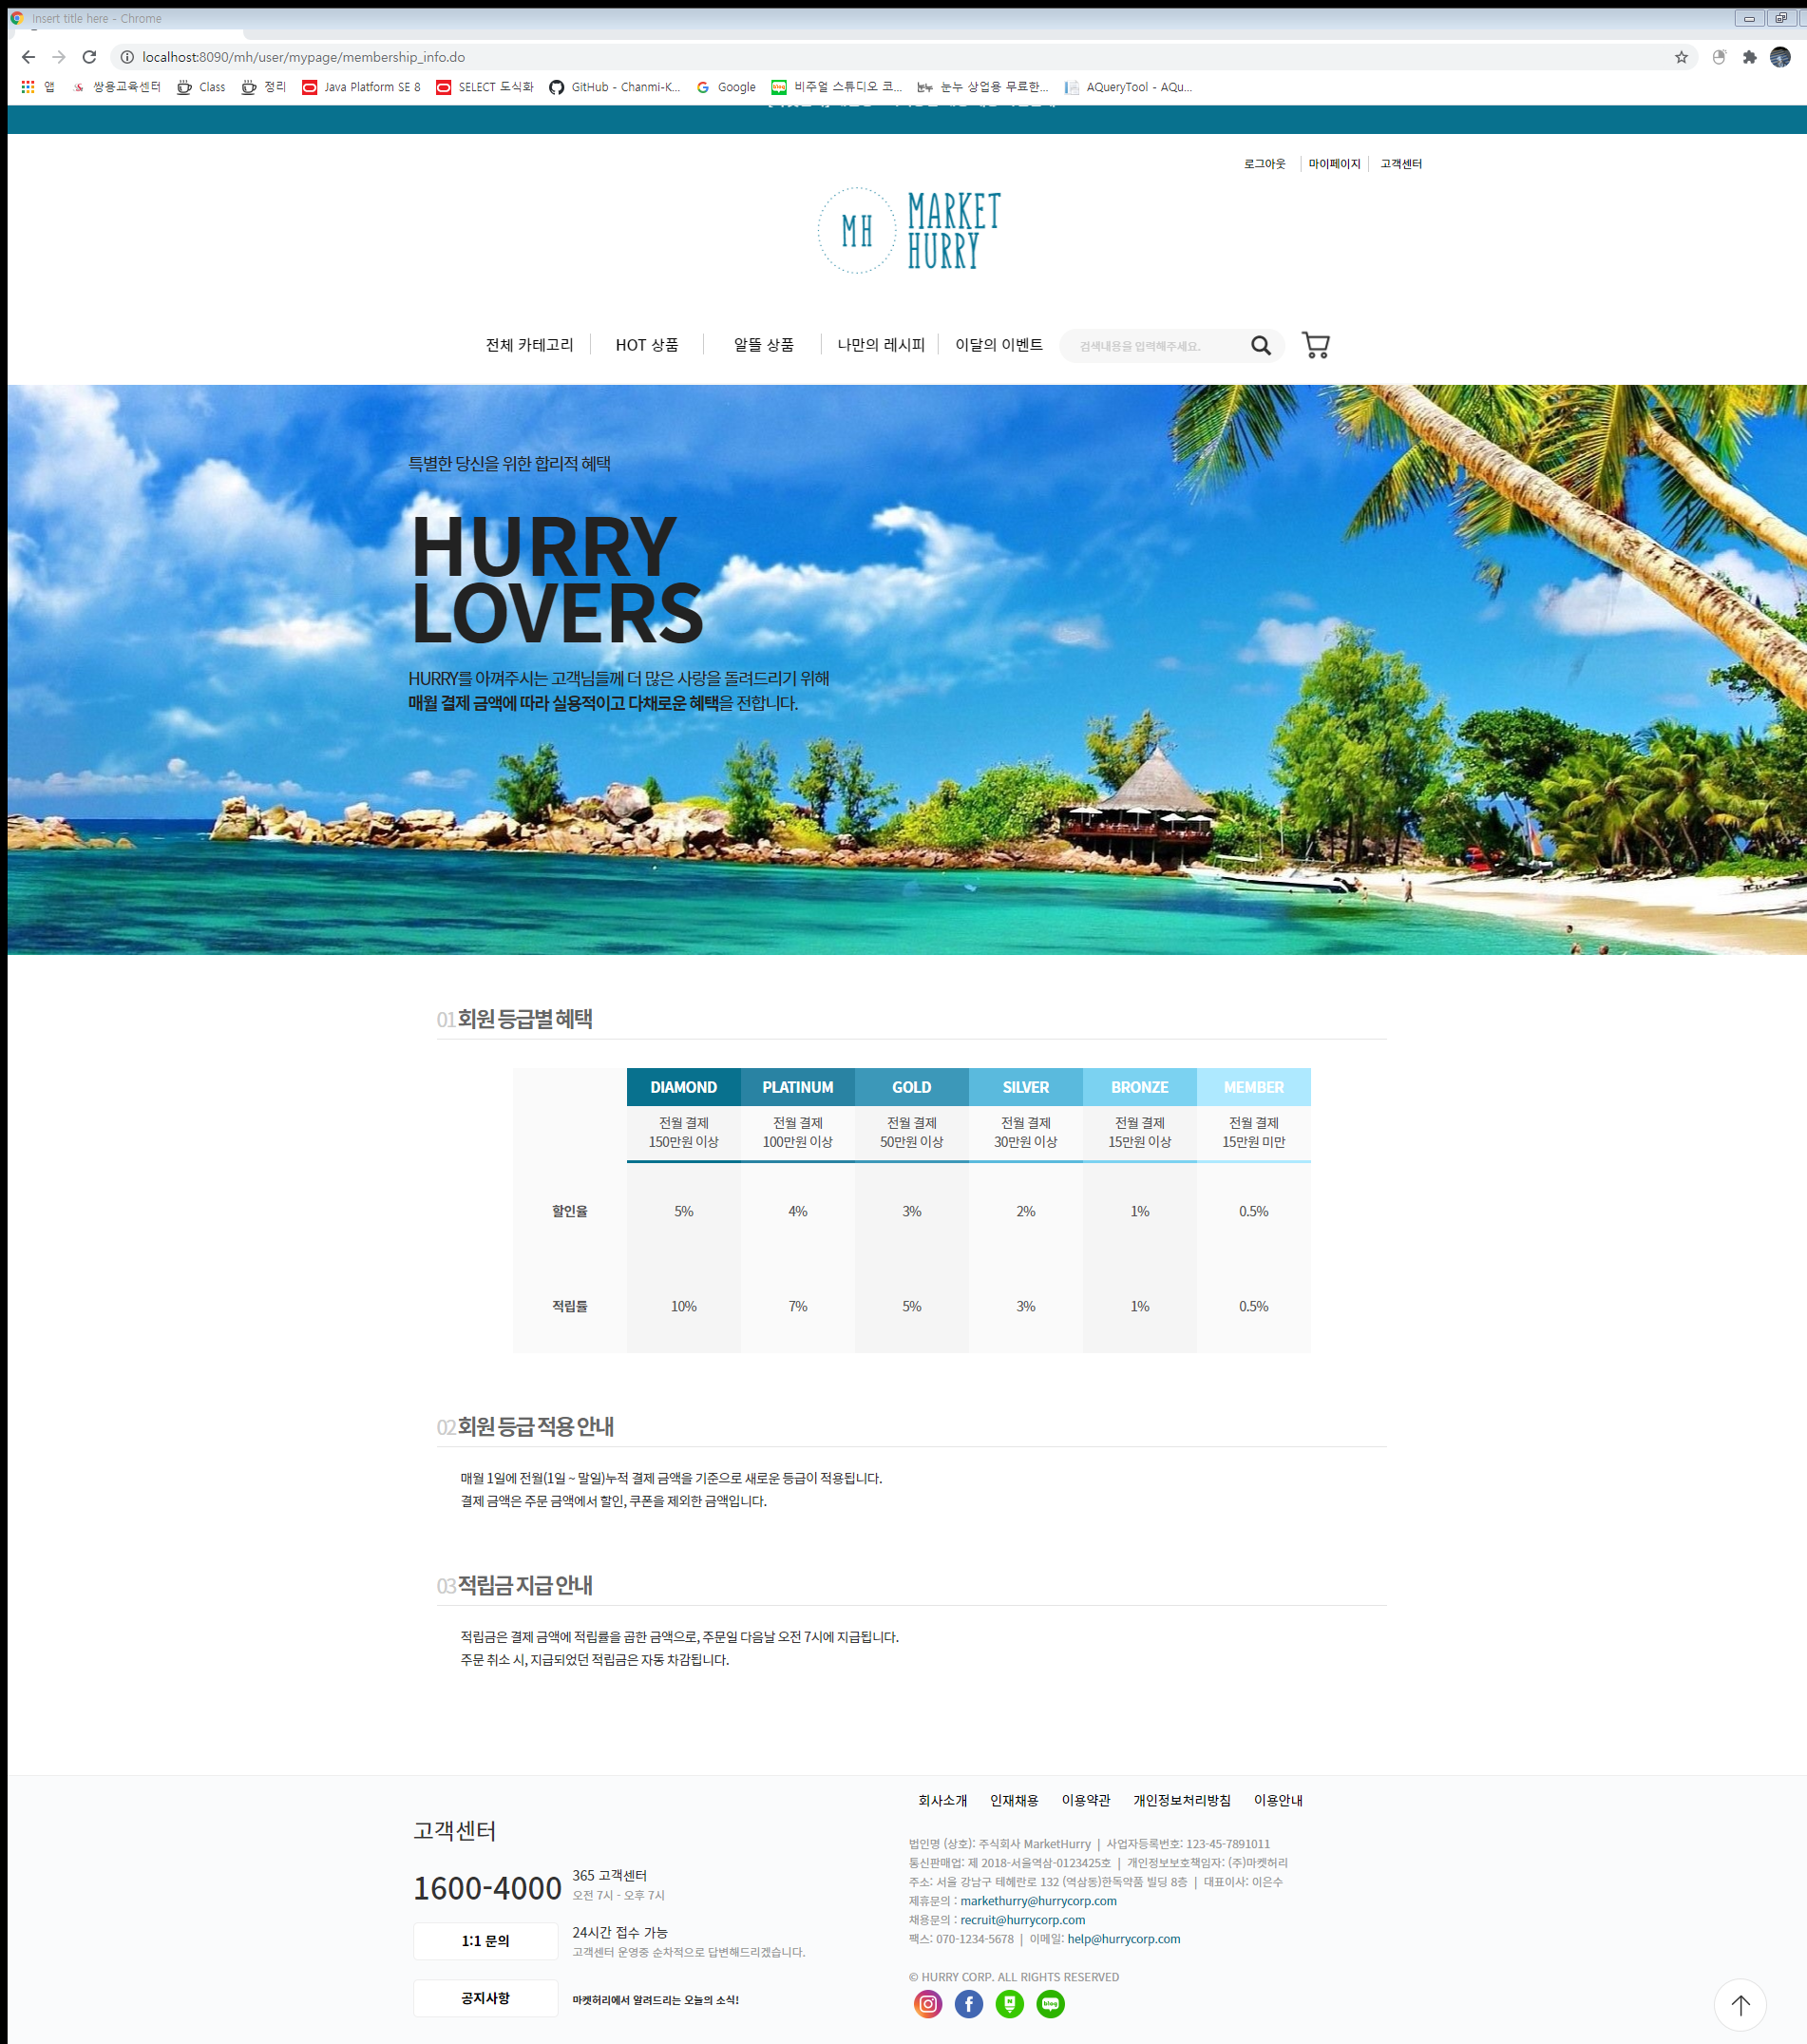 Insert title here - Chrome
localhost:8090/mh/user/mypage/membership_info.do
앱 쌍용교육센터 Class 정리 Java Platform SE 8 SELECT 도식화 GitHub - Chanmi-K... Google 비주얼 스튜디오 코... 눈누 상업용 무료한... AQueryTool - AQu...
로그아웃 마이페이지 고객센터
MH MARKET
HURRY
전체 카테고리 HOT 상품 알뜰 상품 나만의 레시피 이달의 이벤트 검색내용을 입력해주세요.
특별한 당신을 위한 합리적 혜택
HURRY
LOVERS
HURRY를 아껴주시는 고객님들께 더 많은 사랑을 돌려드리기 위해
매월 결제 금액에 따라 실용적이고 다채로운 혜택을 전합니다.
01 회원 등급별 혜택
DIAMOND PLATINUM GOLD SILVER BRONZE MEMBER
전월 결제 전월 결제 전월 결제 전월 결제 전월 결제 전월 결제
150만원 이상 100만원 이상 50만원 이상 30만원 이상 15만원 이상 15만원 미만
할인율 5% 4% 3% 2% 1% 0.5%
적립률 10% 7% 5% 3% 1% 0.5%
02 회원 등급 적용 안내
매월 1일에 전월(1일 ~ 말일)누적 결제 금액을 기준으로 새로운 등급이 적용됩니다.
결제 금액은 주문 금액에서 할인, 쿠폰을 제외한 금액입니다.
03 적립금 지급 안내
적립금은 결제 금액에 적립률을 곱한 금액으로, 주문일 다음날 오전 7시에 지급됩니다.
주문 취소 시, 지급되었던 적립금은 자동 차감됩니다.
고객센터
1600-4000 365 고객센터
오전 7시 - 오후 7시
1:1 문의 24시간 접수 가능
고객센터 운영중 순차적으로 답변해드리겠습니다.
공지사항 마켓허리에서 알려드리는 오늘의 소식!
회사소개 인재채용 이용약관 개인정보처리방침 이용안내
법인명 (상호): 주식회사 MarketHurry | 사업자등록번호: 123-45-7891011
통신판매업: 제 2018-서울역삼-0123425호 | 개인정보보호책임자: (주)마켓허리
주소: 서울 강남구 테헤란로 132 (역삼동)한독약품 빌딩 8층 | 대표이사: 이은수
제휴문의 : markethurry@hurrycorp.com
채용문의 : recruit@hurrycorp.com
팩스: 070-1234-5678 | 이메일: help@hurrycorp.com
© HURRY CORP. ALL RIGHTS RESERVED
blog